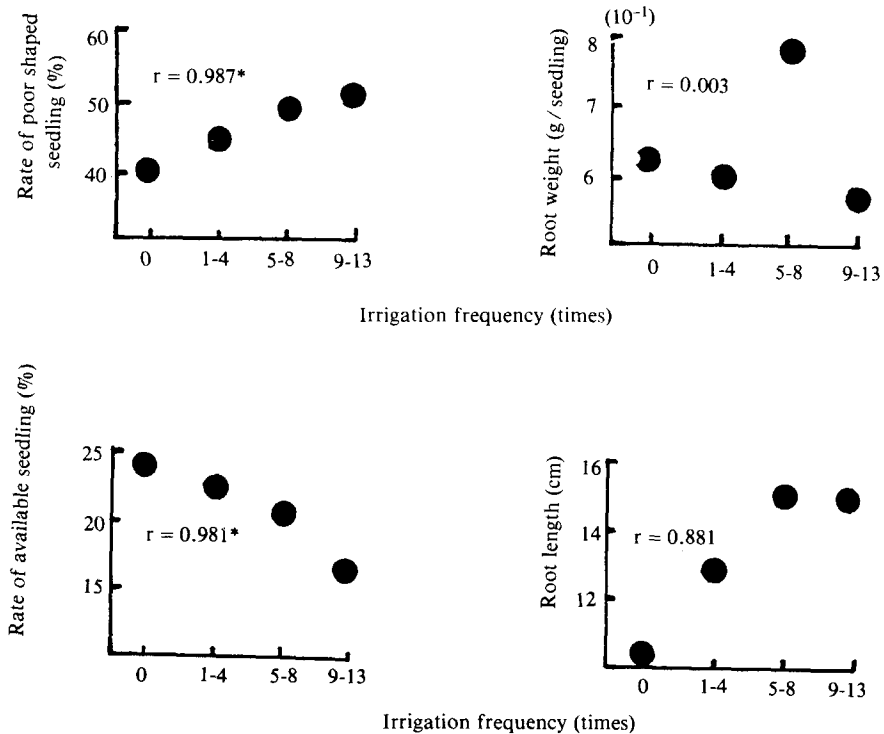 (10⁻¹)
Rate of poor shaped
seedling (%)
60
50
40
r = 0.987*
0 1-4 5-8 9-13
Root weight (g/seedling)
8
7
6
r = 0.003
0 1-4 5-8 9-13
Irrigation frequency (times)
Rate of available seedling (%)
25
20
15
r = 0.981*
0 1-4 5-8 9-13
Root length (cm)
16
14
12
r = 0.881
0 1-4 5-8 9-13
Irrigation frequency (times)